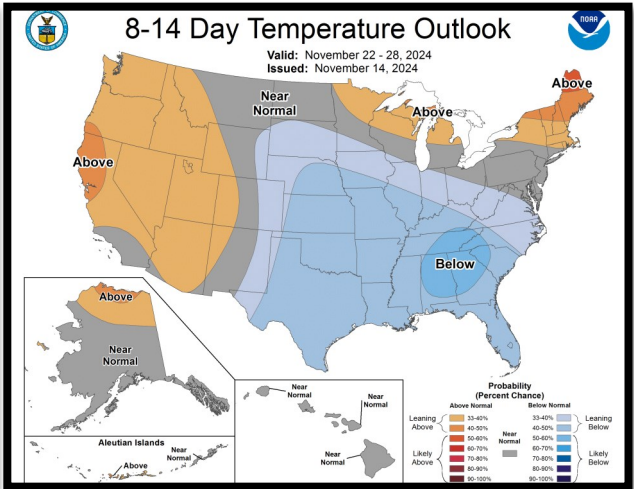 8-14 Day Temperature Outlook
NOAA
Valid: November 22 - 28, 2024
Issued: November 14, 2024
Near
Normal
Above
Above
Above
Below
Above
Near
Normal
Aleutian Islands
Near
Normal
Above
Near
Normal
Near
Normal
Near
Normal
Probability
(Percent Chance)
Above Normal
Below Normal
Leaning
Above
33-40%
40-50%
50-60%
60-70%
70-80%
80-90%
90-100%
Likely
Above
Near
Normal
33-40%
40-50%
50-60%
60-70%
70-80%
80-90%
90-100%
Leaning
Below
Likely
Below